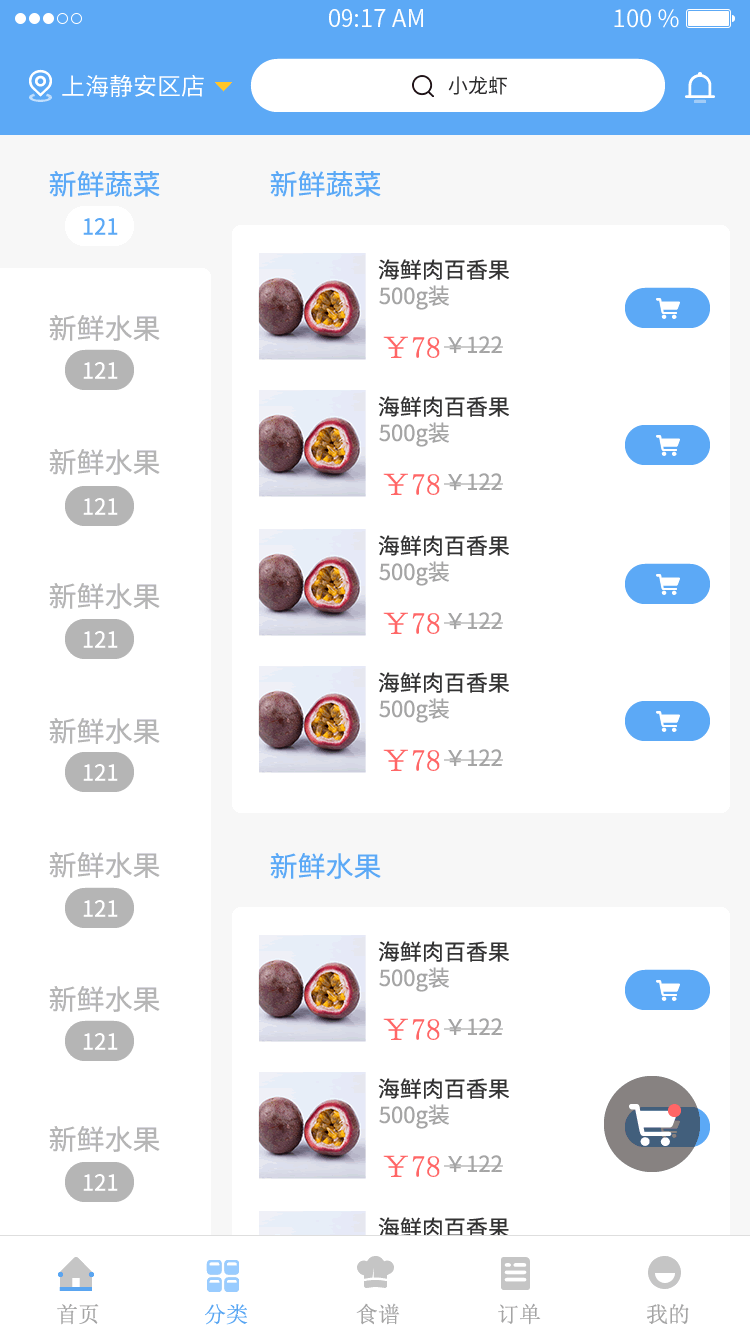 09:17 AM
100 %
上海静安区店
小龙虾
新鲜蔬菜
121
新鲜水果
121
新鲜水果
121
新鲜水果
121
新鲜水果
121
新鲜水果
121
新鲜水果
121
新鲜水果
121
新鲜蔬菜
海鲜肉百香果
500g装
￥78 ￥122
海鲜肉百香果
500g装
￥78 ￥122
海鲜肉百香果
500g装
￥78 ￥122
海鲜肉百香果
500g装
￥78 ￥122
新鲜水果
海鲜肉百香果
500g装
￥78 ￥122
海鲜肉百香果
500g装
￥78 ￥122
海鲜肉百香果
首页
分类
食谱
订单
我的